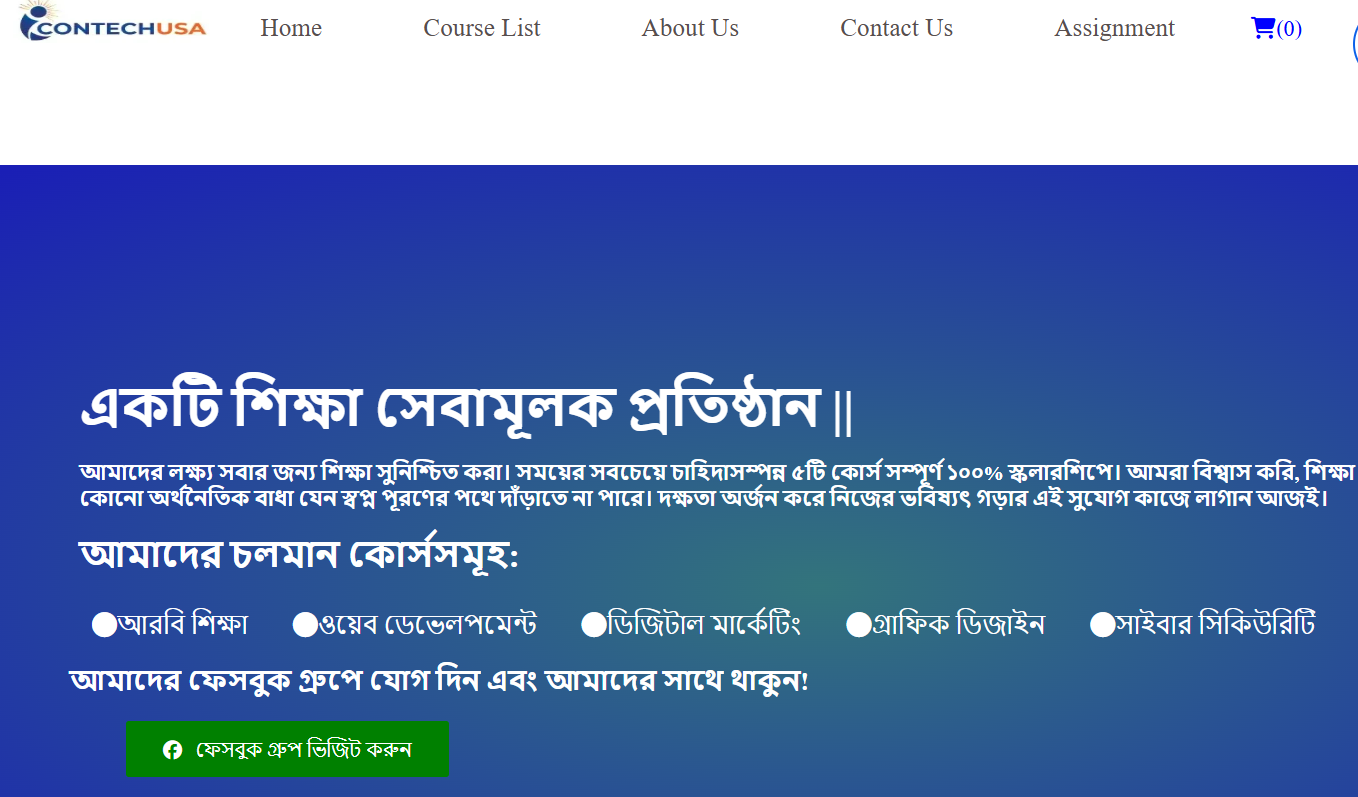 CONTECHUSA
Home
Course List
About Us
Contact Us
Assignment
(0)
একটি শিক্ষা সেবামূলক প্রতিষ্ঠান ||
আমাদের লক্ষ্য সবার জন্য শিক্ষা সুনিশ্চিত করা। সময়ের সবচেয়ে চাহিদাসম্পন্ন ৫টি কোর্স সম্পূর্ণ ১০০% স্কলারশিপে। আমরা বিশ্বাস করি, শিক্ষা
কোনো অর্থনৈতিক বাধা যেন স্বপ্ন পূরণের পথে দাঁড়াতে না পারে। দক্ষতা অর্জন করে নিজের ভবিষ্যৎ গড়ার এই সুযোগ কাজে লাগান আজই।
আমাদের চলমান কোর্সসমূহ:
আরবি শিক্ষা
ওয়েব ডেভেলপমেন্ট
ডিজিটাল মার্কেটিং
গ্রাফিক ডিজাইন
সাইবার সিকিউরিটি
আমাদের ফেসবুক গ্রুপে যোগ দিন এবং আমাদের সাথে থাকুন!
ফেসবুক গ্রুপ ভিজিট করুন